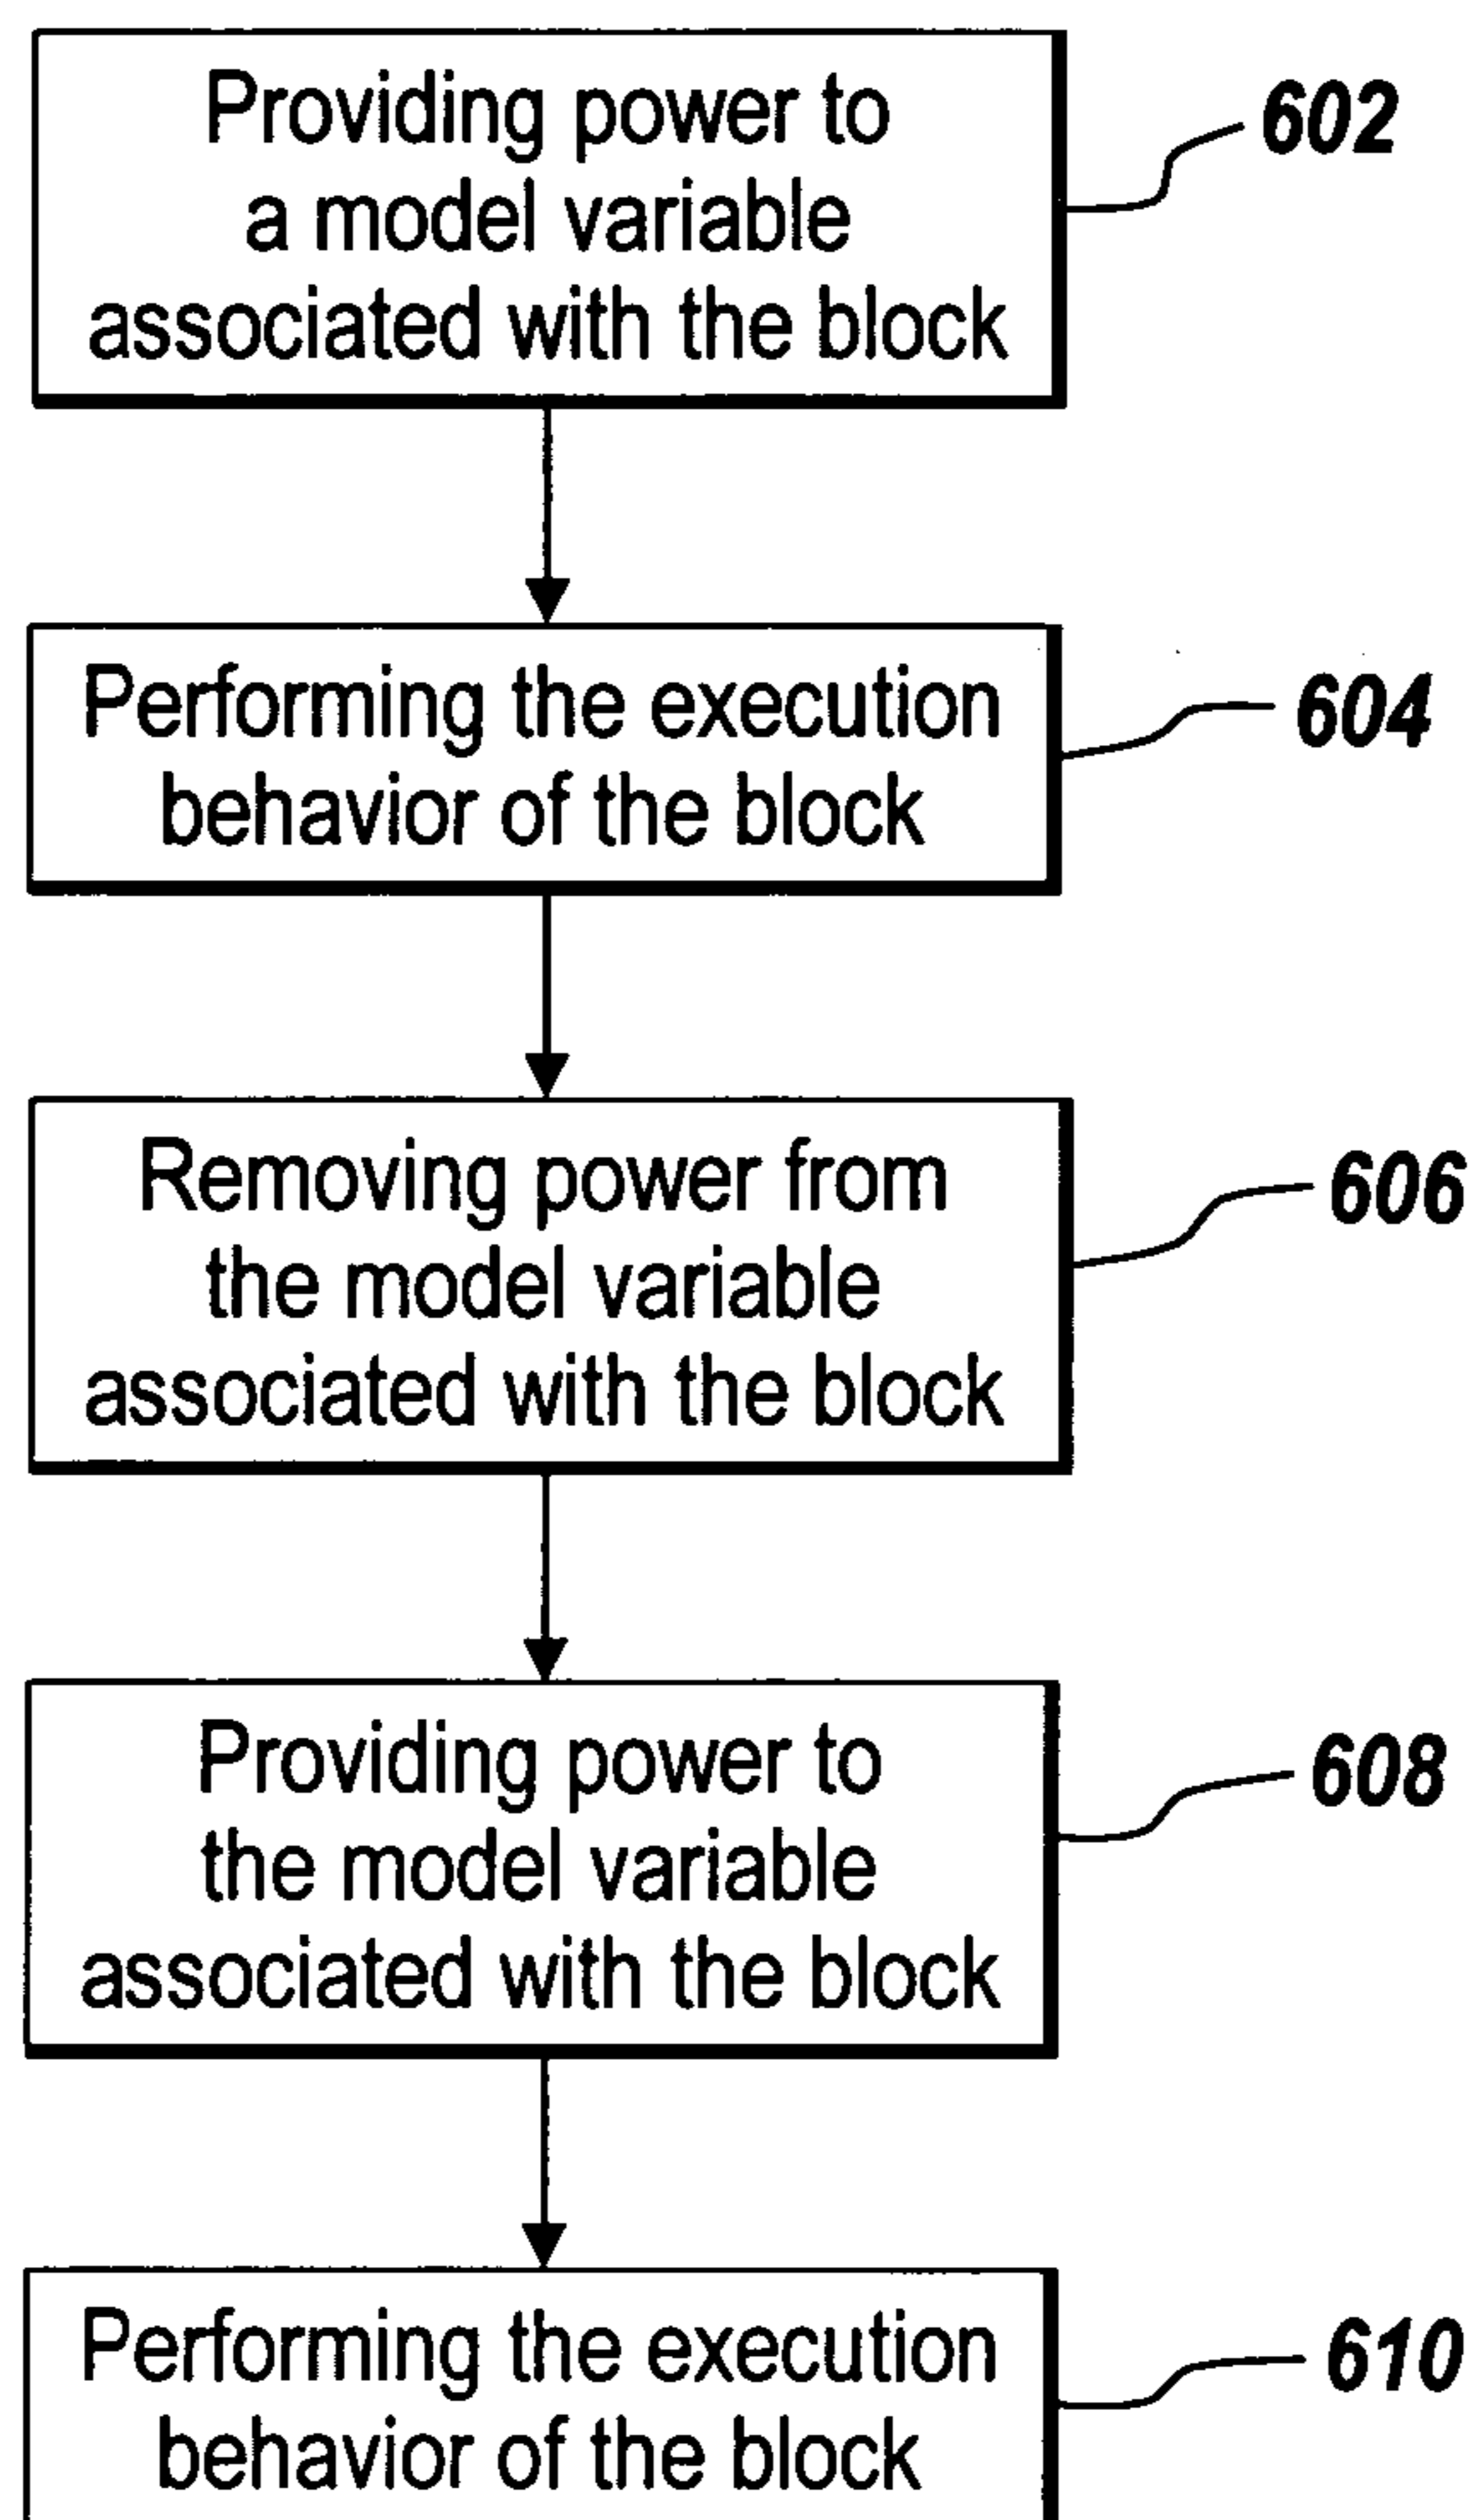 Providing power to
a model variable
associated with the block
602
Performing the execution
behavior of the block
604
Removing power from
the model variable
associated with the block
606
Providing power to
the model variable
associated with the block
608
Performing the execution
behavior of the block
610